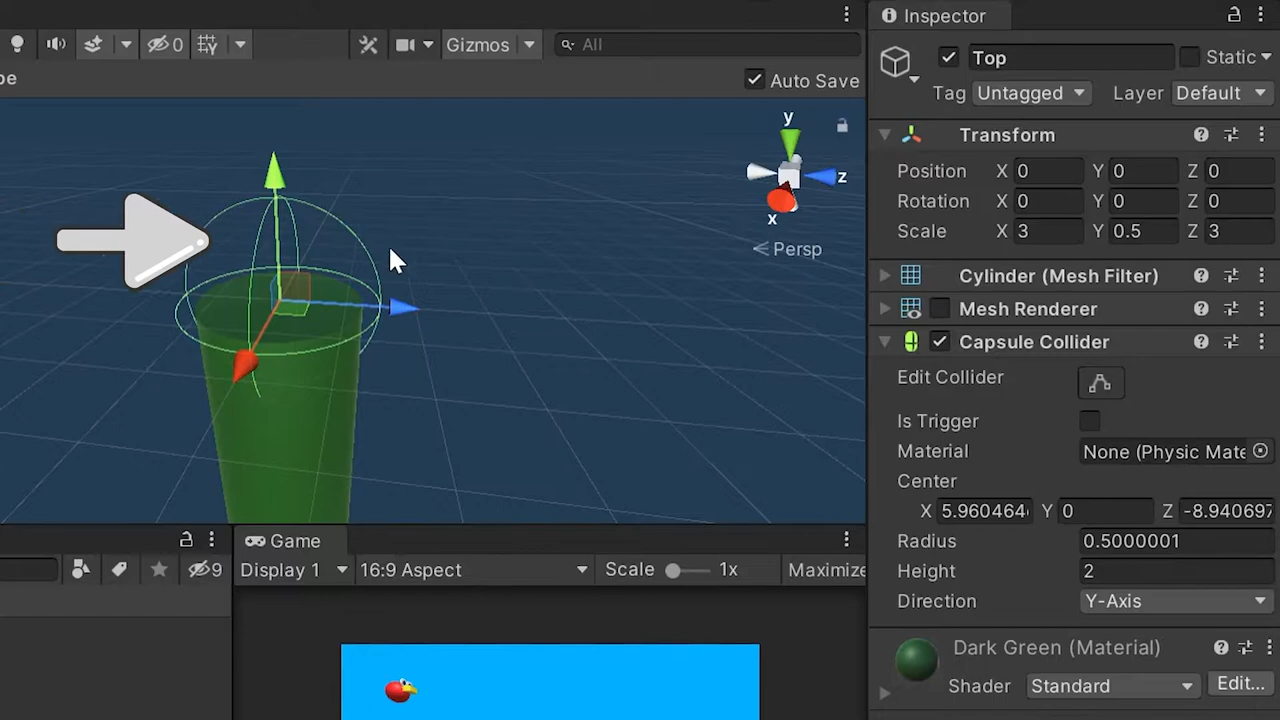 Inspector
0
Gizmos
All
Top
Static
pe
Auto Save
Tag Untagged Layer Default
y
z
x
Persp
Transform
Position X 0 Y 0 Z 0
Rotation X 0 Y 0 Z 0
Scale X 3 Y 0.5 Z 3
Cylinder (Mesh Filter)
Mesh Renderer
Capsule Collider
Edit Collider
Is Trigger
Material None (Physic Mate
Center
X 5.960464 Y 0 Z -8.940697
Radius 0.5000001
Height 2
Direction Y-Axis
Dark Green (Material)
Shader Standard Edit...
Game
9
Display 1 16:9 Aspect Scale 1x Maximize